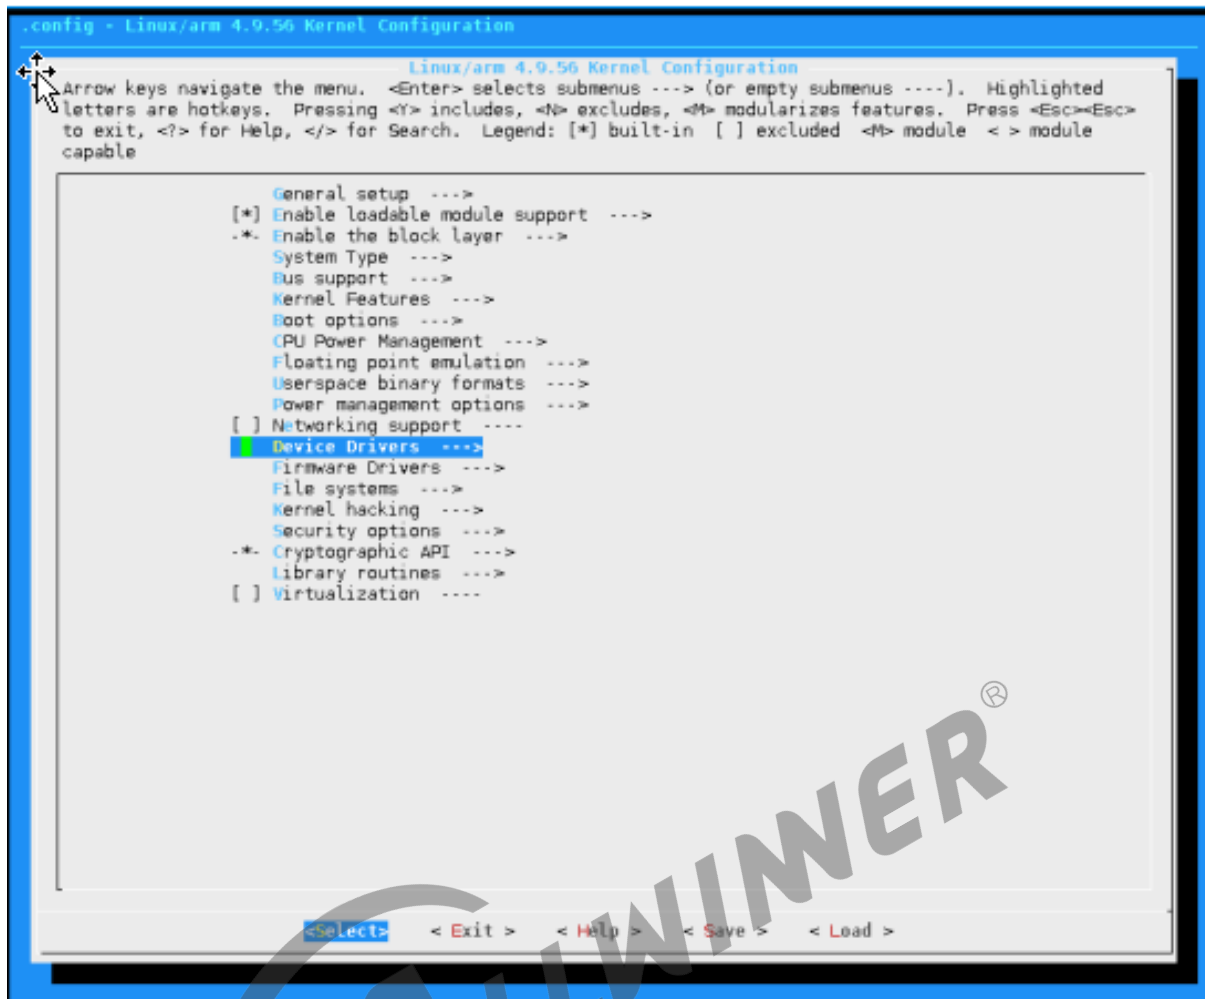 .config - Linux/arm 4.9.56 Kernel Configuration
Linux/arm 4.9.56 Kernel Configuration
Arrow keys navigate the menu.  <Enter> selects submenus ---> (or empty submenus ----).  Highlighted
letters are hotkeys.  Pressing <Y> includes, <N> excludes, <M> modularizes features.  Press <Esc><Esc>
to exit, <?> for Help, </> for Search.  Legend: [*] built-in  [ ] excluded  <M> module  < > module
capable
General setup  --->
[*] Enable loadable module support  --->
-*- Enable the block layer  --->
System Type  --->
Bus support  --->
Kernel Features  --->
Boot options  --->
CPU Power Management  --->
Floating point emulation  --->
Userspace binary formats  --->
Power management options  --->
[ ] Networking support  ----
Device Drivers  --->
Firmware Drivers  --->
File systems  --->
Kernel hacking  --->
Security options  --->
-*- Cryptographic API  --->
Library routines  --->
[ ] Virtualization  ----
<Select>    < Exit >    < Help >    < Save >    < Load >